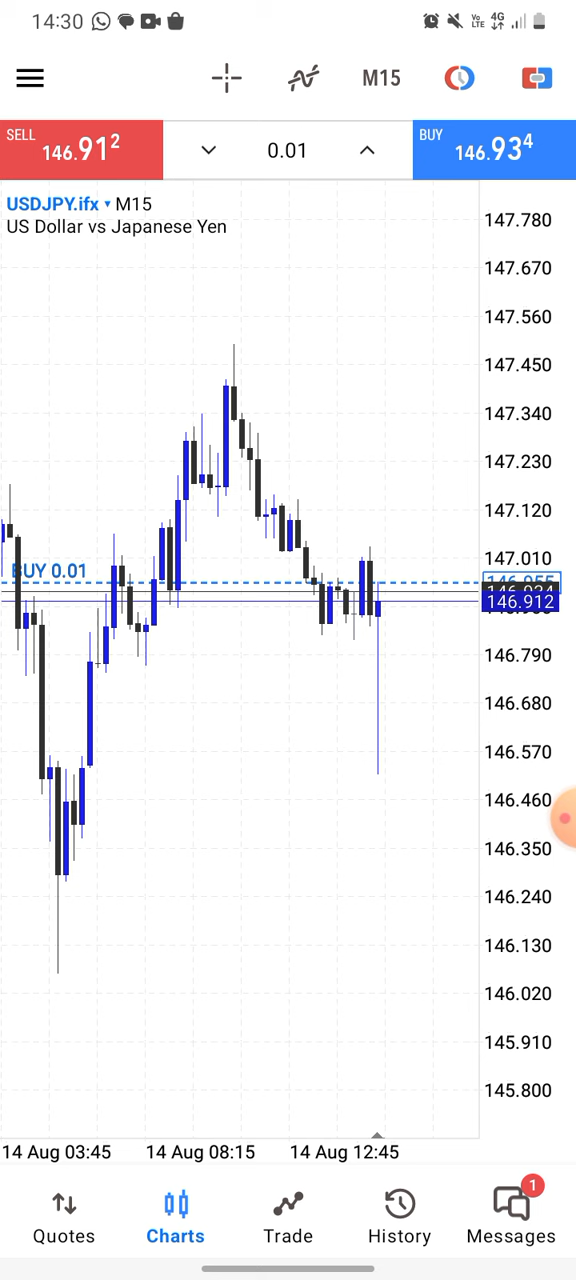 14:30
Vo
LTE
4G
M15
SELL
146.91²
0.01
BUY
146.93⁴
USDJPY.ifx M15
US Dollar vs Japanese Yen
147.780
147.670
147.560
147.450
147.340
147.230
147.120
147.010
BUY 0.01
146.912
146.790
146.680
146.570
146.460
146.350
146.240
146.130
146.020
145.910
145.800
14 Aug 03:45 14 Aug 08:15 14 Aug 12:45
1
Quotes Charts Trade History Messages